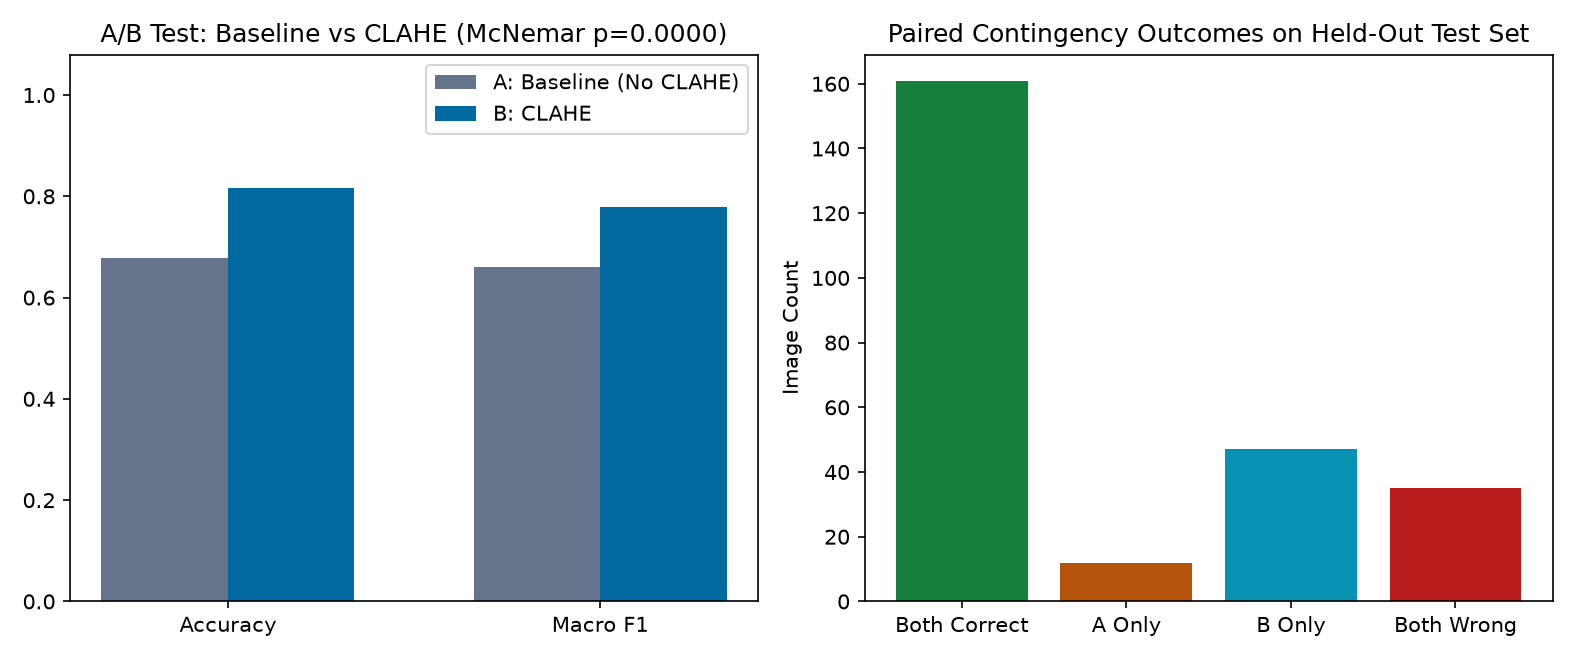 A/B Test: Baseline vs CLAHE (McNemar p=0.0000)
A: Baseline (No CLAHE)
B: CLAHE
1.0
0.8
0.6
0.4
0.2
0.0
Accuracy
Macro F1
Paired Contingency Outcomes on Held-Out Test Set
Image Count
160
140
120
100
80
60
40
20
0
Both Correct
A Only
B Only
Both Wrong